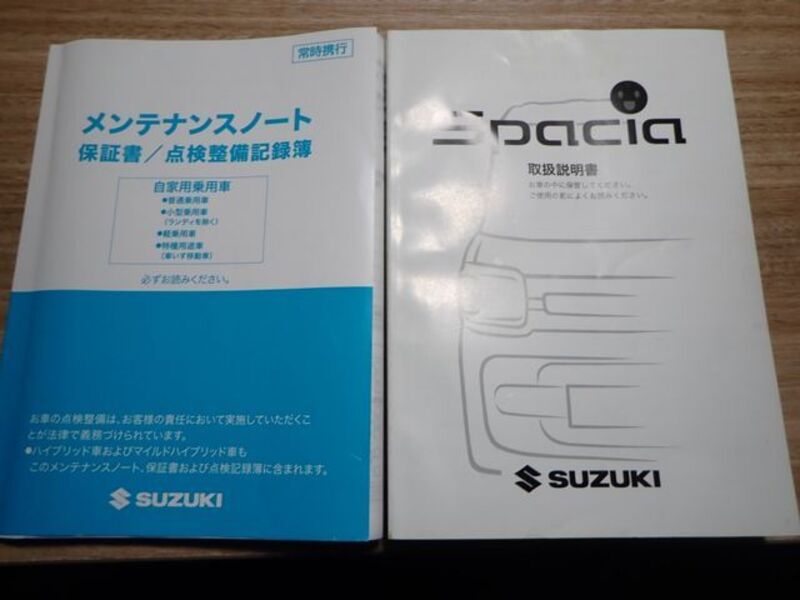 常時携行
メンテナンスノート
保証書／点検整備記録簿
自家用乗用車
●普通乗用車
●小型乗用車
（ランディを除く）
●軽乗用車
●特種用途車
（車いす移動車）
必ずお読みください。
お車の点検整備は、お客様の責任において実施していただくこ
とが法律で義務づけられています。
●ハイブリッド車およびマイルドハイブリッド車も
このメンテナンスノート、保証書および点検記録簿に含まれます。
SUZUKI
Spacia
取扱説明書
お車の中に保管してください。
ご使用の前によくお読みください。
SUZUKI